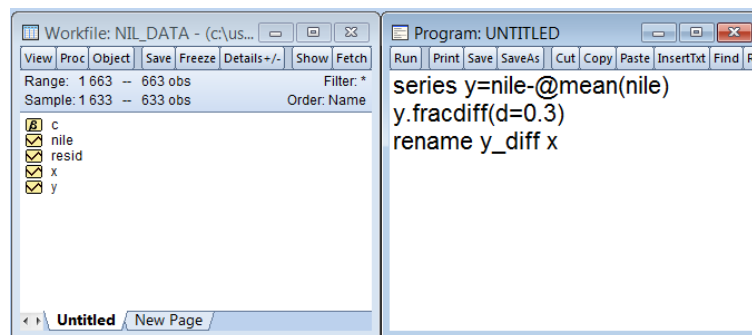 Workfile: NIL_DATA - (c:\us...
View Proc Object Save Freeze Details+/- Show Fetch
Range: 1 663 -- 663 obs
Filter: *
Sample: 1 633 -- 633 obs
Order: Name
c
nile
resid
x
y
Untitled New Page
Program: UNTITLED
Run Print Save SaveAs Cut Copy Paste InsertTxt Find
series y=nile-@mean(nile)
y.fracdiff(d=0.3)
rename y_diff x